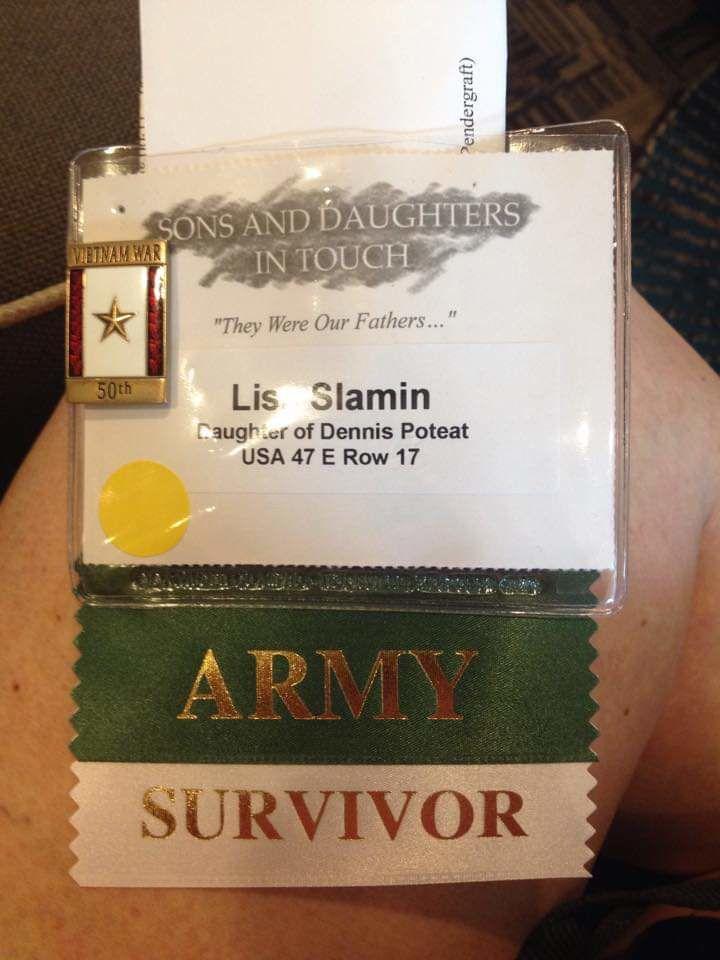 Pendergraft)
SONS AND DAUGHTERS
IN TOUCH
VIETNAM WAR
50th
"They Were Our Fathers..."
Slamin
Daughter of Dennis Poteat
USA 47 E Row 17
ARMY
SURVIVOR